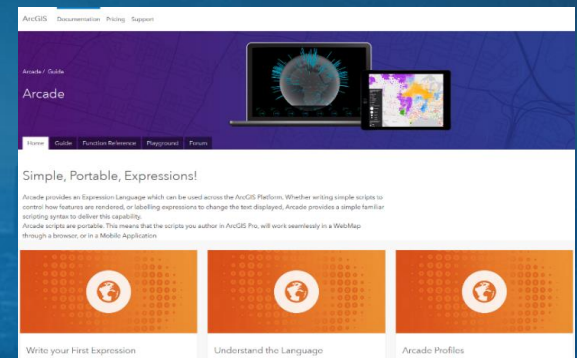 ArcGIS Documentation Pricing Support
Arcade / Guide
Arcade
Home Guide Function Reference Playground Forum
Simple, Portable, Expressions!
Arcade provides an Expression Language which can be used across the ArcGIS Platform. Whether writing simple scripts to
control how features are rendered, or labelling expressions to change the text displayed, Arcade provides a simple familiar
scripting syntax to deliver this capability.
Arcade scripts are portable. This means that the scripts you author in ArcGIS Pro, will work seamlessly in a WebMap
through a browser, or in a Mobile Application
Write your First Expression Understand the Language Arcade Profiles